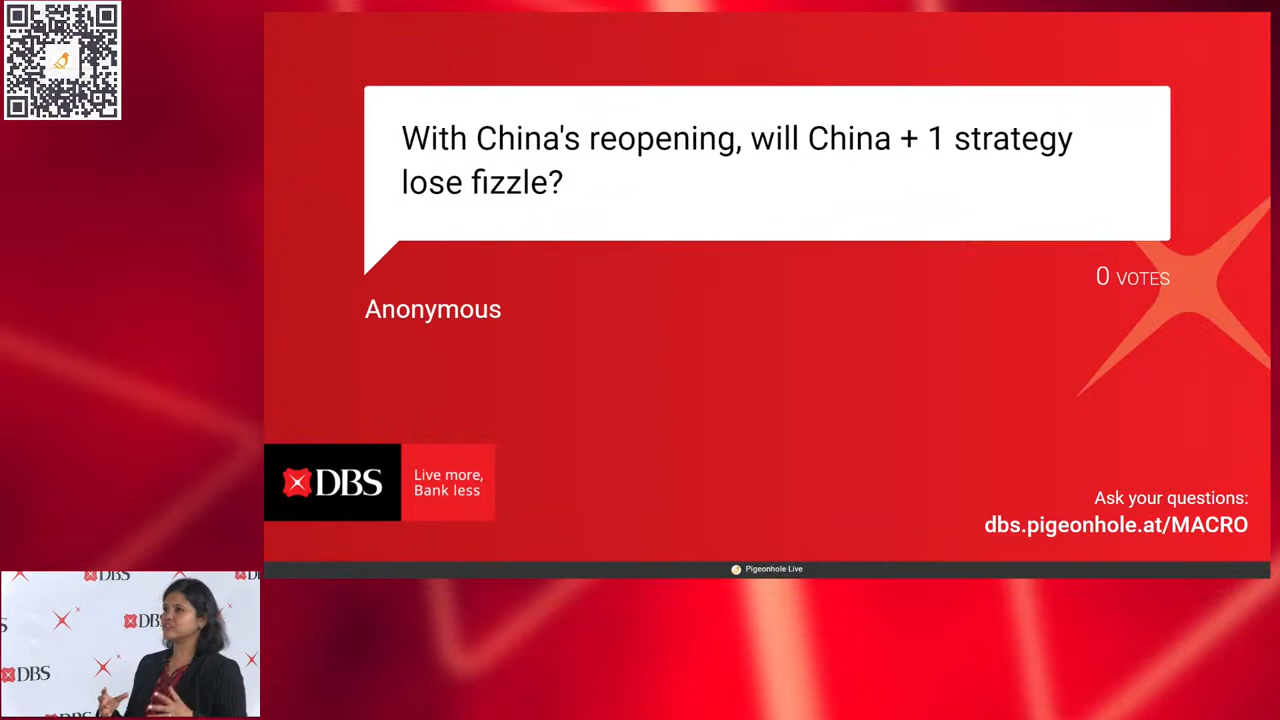 With China's reopening, will China + 1 strategy
lose fizzle?
0 VOTES
Anonymous
DBS
Live more,
Bank less
Ask your questions:
dbs.pigeonhole.at/MACRO
Pigeonhole Live
DBS
DBS
DBS